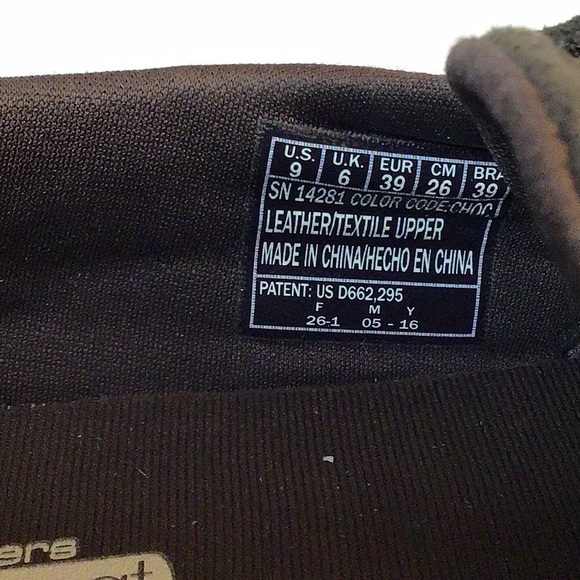 U.S. U.K. EUR CM BRA
9 6 39 26 39
SN 14281 COLOR CODE:CHOC
LEATHER/TEXTILE UPPER
MADE IN CHINA/HECHO EN CHINA
PATENT: US D662,295
F M Y
26-1 05 - 16
ers